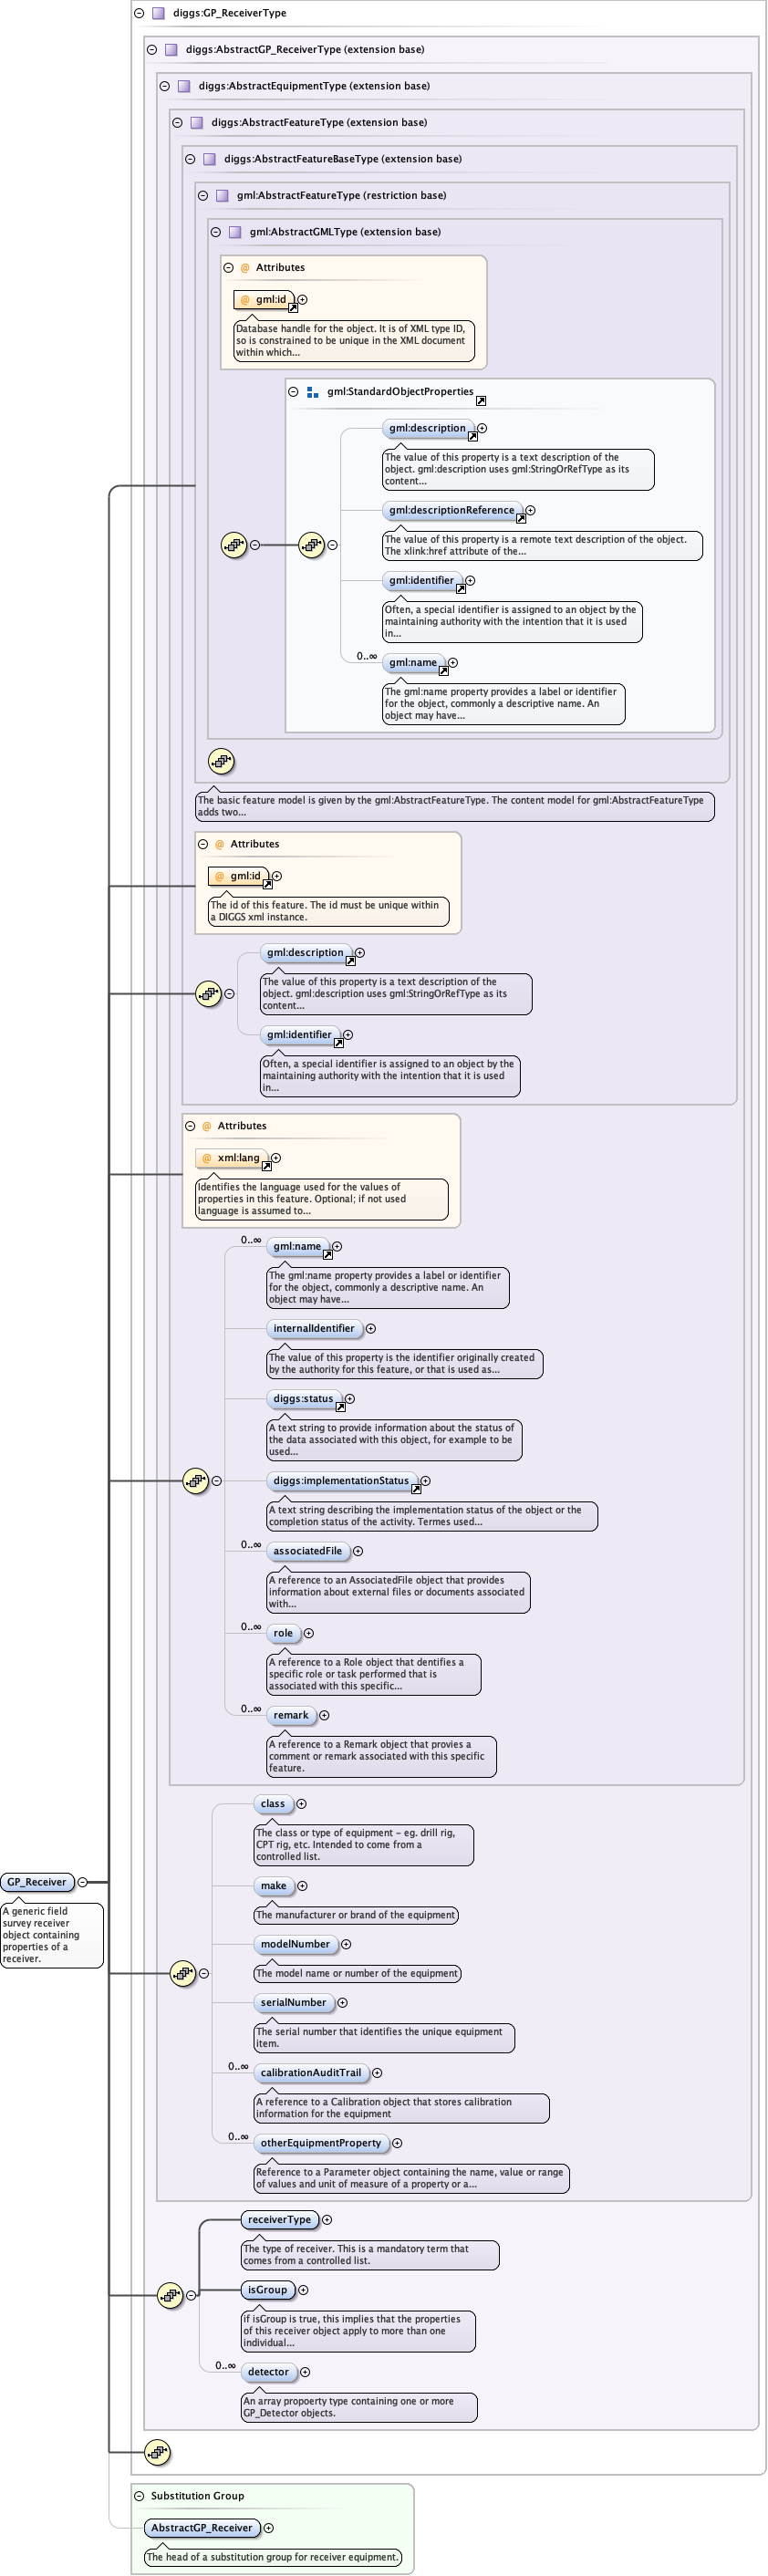 diggs:GP_ReceiverType
diggs:AbstractGP_ReceiverType (extension base)
diggs:AbstractEquipmentType (extension base)
diggs:AbstractFeatureType (extension base)
diggs:AbstractFeatureBaseType (extension base)
gml:AbstractFeatureType (restriction base)
gml:AbstractGMLType (extension base)
@ Attributes
@ gml:id
Database handle for the object. It is of XML type ID,
so is constrained to be unique in the XML document
within which...
gml:StandardObjectProperties
gml:description
The value of this property is a text description of the
object. gml:description uses gml:StringOrRefType as its
content...
gml:descriptionReference
The value of this property is a remote text description of the object.
The xlink:href attribute of the...
gml:identifier
Often, a special identifier is assigned to an object by the
maintaining authority with the intention that it is used
in...
0..∞ gml:name
The gml:name property provides a label or identifier
for the object, commonly a descriptive name. An
object may have...
The basic feature model is given by the gml:AbstractFeatureType. The content model for gml:AbstractFeatureType
adds two...
@ Attributes
@ gml:id
The id of this feature. The id must be unique within
a DIGGS xml instance.
gml:description
The value of this property is a text description of the
object. gml:description uses gml:StringOrRefType as its
content...
gml:identifier
Often, a special identifier is assigned to an object by the
maintaining authority with the intention that it is used
in...
@ Attributes
@ xml:lang
Identifies the language used for the values of
properties in this feature. Optional; if not used
language is assumed to...
0..∞ gml:name
The gml:name property provides a label or identifier
for the object, commonly a descriptive name. An
object may have...
internalIdentifier
The value of this property is the identifier originally created
by the authority for this feature, or that is used as...
diggs:status
A text string to provide information about the status of
the data associated with this object, for example to be
used...
diggs:implementationStatus
A text string describing the implementation status of the object or the
completion status of the activity. Termes used...
0..∞ associatedFile
A reference to an AssociatedFile object that provides
information about external files or documents associated
with...
0..∞ role
A reference to a Role object that dentifies a
specific role or task performed that is
associated with this specific...
0..∞ remark
A reference to a Remark object that provies a
comment or remark associated with this specific
feature.
class
The class or type of equipment - eg. drill rig,
CPT rig, etc. Intended to come from a
controlled list.
make
The manufacturer or brand of the equipment
modelNumber
The model name or number of the equipment
serialNumber
The serial number that identifies the unique equipment
item.
0..∞ calibrationAuditTrail
A reference to a Calibration object that stores calibration
information for the equipment
0..∞ otherEquipmentProperty
Reference to a Parameter object containing the name, value or range
of values and unit of measure of a property or a...
GP_Receiver
A generic field
survey receiver
object containing
properties of a
receiver.
receiverType
The type of receiver. This is a mandatory term that
comes from a controlled list.
isGroup
if isGroup is true, this implies that the properties
of this receiver object apply to more than one
individual...
0..∞ detector
An array propoerty type containing one or more
GP_Detector objects.
Substitution Group
AbstractGP_Receiver
The head of a substitution group for receiver equipment.